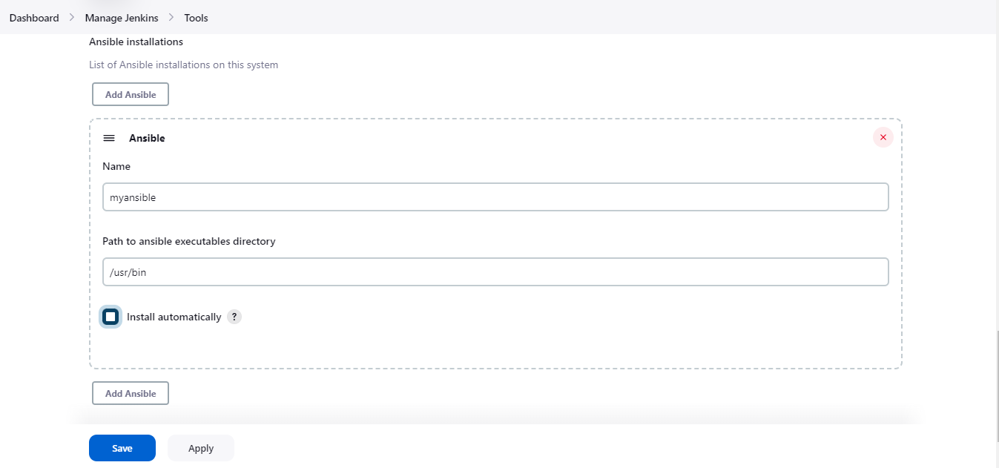 Dashboard > Manage Jenkins > Tools
Ansible installations
List of Ansible installations on this system
Add Ansible
Ansible
Name
myansible
Path to ansible executables directory
/usr/bin
Install automatically ?
Add Ansible
Save Apply